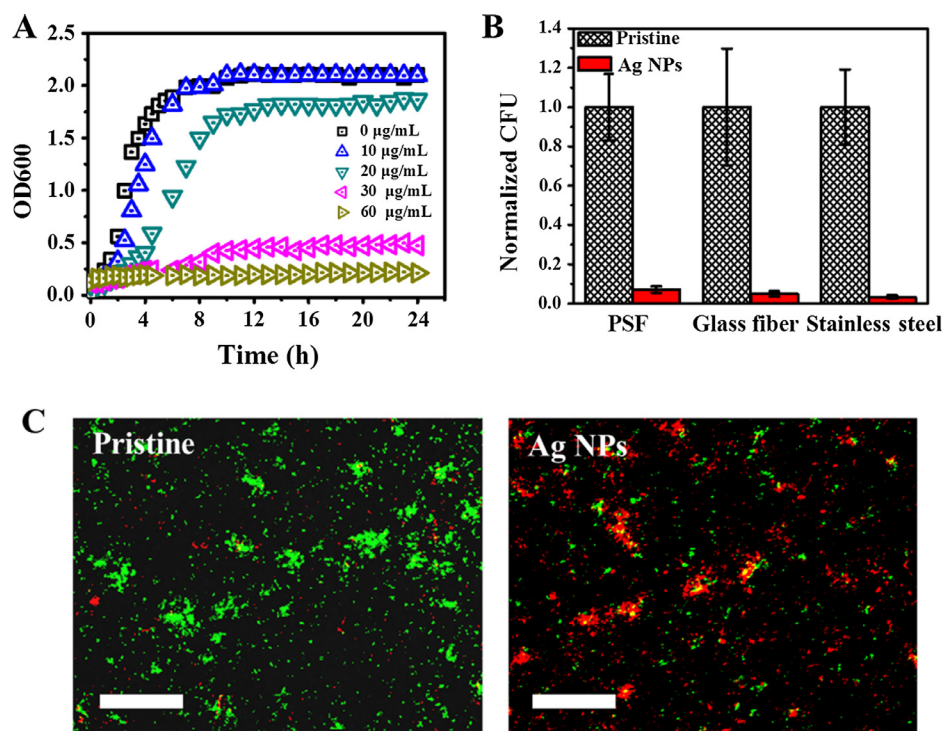 A
2.5
2.0
1.5
1.0
0.5
0.0
OD600
0 µg/mL
10 µg/mL
20 µg/mL
30 µg/mL
60 µg/mL
0 4 8 12 16 20 24
Time (h)
B
1.4
1.2
1.0
0.8
0.6
0.4
0.2
0.0
Normalized CFU
Pristine
Ag NPs
PSF Glass fiber Stainless steel
C
Pristine
Ag NPs